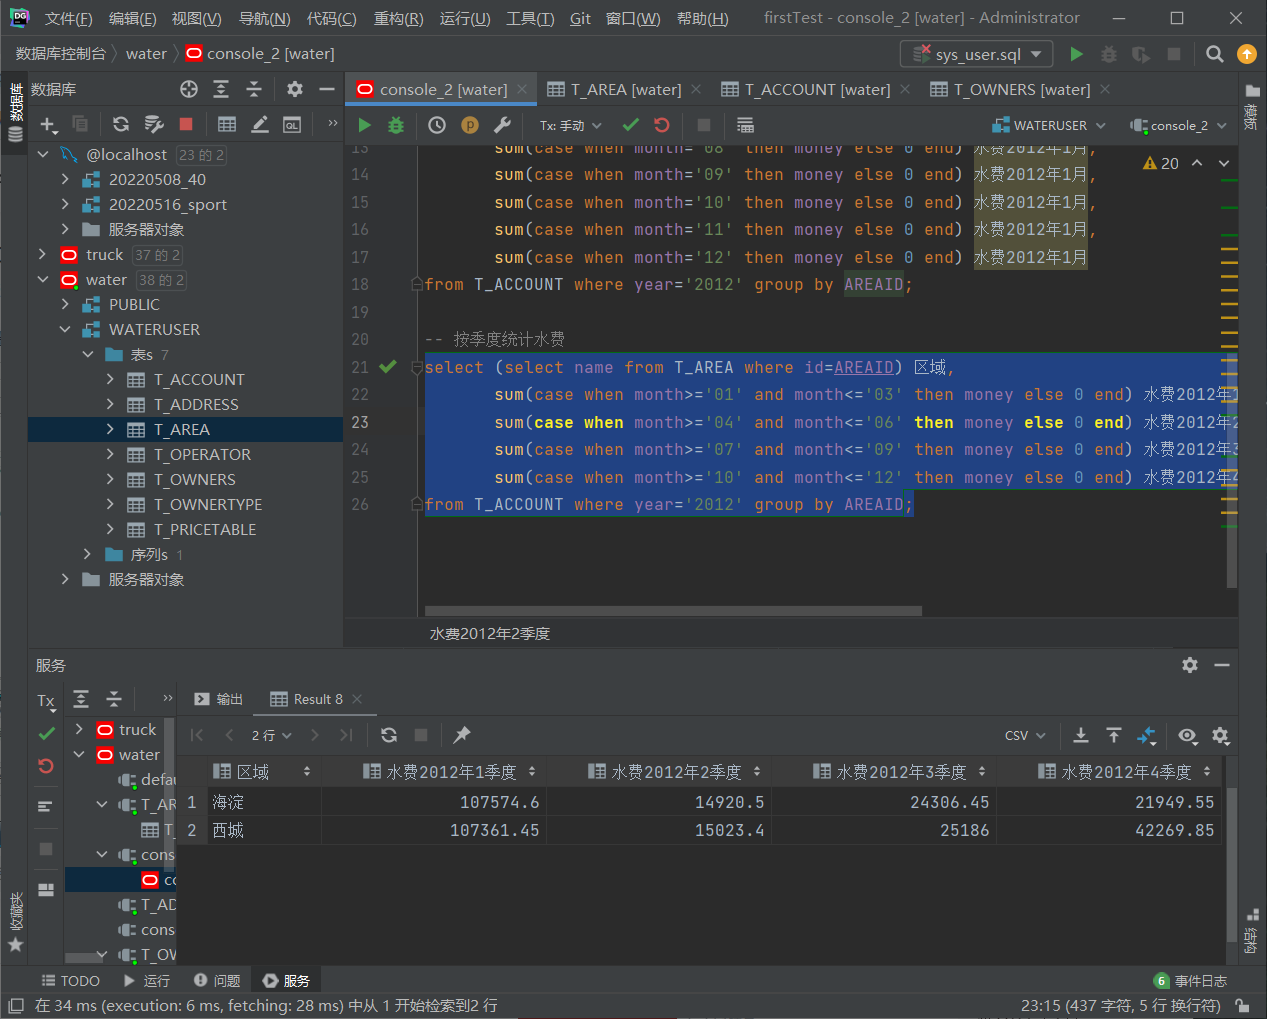 文件(F) 编辑(E) 视图(V) 导航(N) 代码(C) 重构(R) 运行(U) 工具(T) Git 窗口(W) 帮助(H) firstTest - console_2 [water] - Administrator
数据库控制台 water console_2 [water] sys_user.sql
数据库
数据库
console_2 [water] T_AREA [water] T_ACCOUNT [water] T_OWNERS [water]
模板
Tx: 手动 WATERUSER console_2
@localhost 23 的 2
20220508_40
20220516_sport
服务器对象
truck 37 的 2
water 38 的 2
PUBLIC
WATERUSER
表s 7
T_ACCOUNT
T_ADDRESS
T_AREA
T_OPERATOR
T_OWNERS
T_OWNERTYPE
T_PRICETABLE
序列s 1
服务器对象
20
13 sum(case when month='08' then money else 0 end) 水费2012年1月,
14 sum(case when month='09' then money else 0 end) 水费2012年1月,
15 sum(case when month='10' then money else 0 end) 水费2012年1月,
16 sum(case when month='11' then money else 0 end) 水费2012年1月,
17 sum(case when month='12' then money else 0 end) 水费2012年1月
18 from T_ACCOUNT where year='2012' group by AREAID;
19
20 -- 按季度统计水费
21 select (select name from T_AREA where id=AREAID) 区域,
22 sum(case when month>='01' and month<='03' then money else 0 end) 水费2012年1
23 sum(case when month>='04' and month<='06' then money else 0 end) 水费2012年2
24 sum(case when month>='07' and month<='09' then money else 0 end) 水费2012年3
25 sum(case when month>='10' and month<='12' then money else 0 end) 水费2012年4
26 from T_ACCOUNT where year='2012' group by AREAID;
水费2012年2季度
服务
Tx
输出 Result 8
2 行 CSV
truck
water
defau
T_AR
T_
cons
co
T_AD
cons
T_OW
区域 水费2012年1季度 水费2012年2季度 水费2012年3季度 水费2012年4季度
1 海淀 107574.6 14920.5 24306.45 21949.55
2 西城 107361.45 15023.4 25186 42269.85
收藏夹
结构
TODO 运行 问题 服务 6 事件日志
在 34 ms (execution: 6 ms, fetching: 28 ms) 中从 1 开始检索到2 行 23:15 (437 字符, 5 行 换行符)